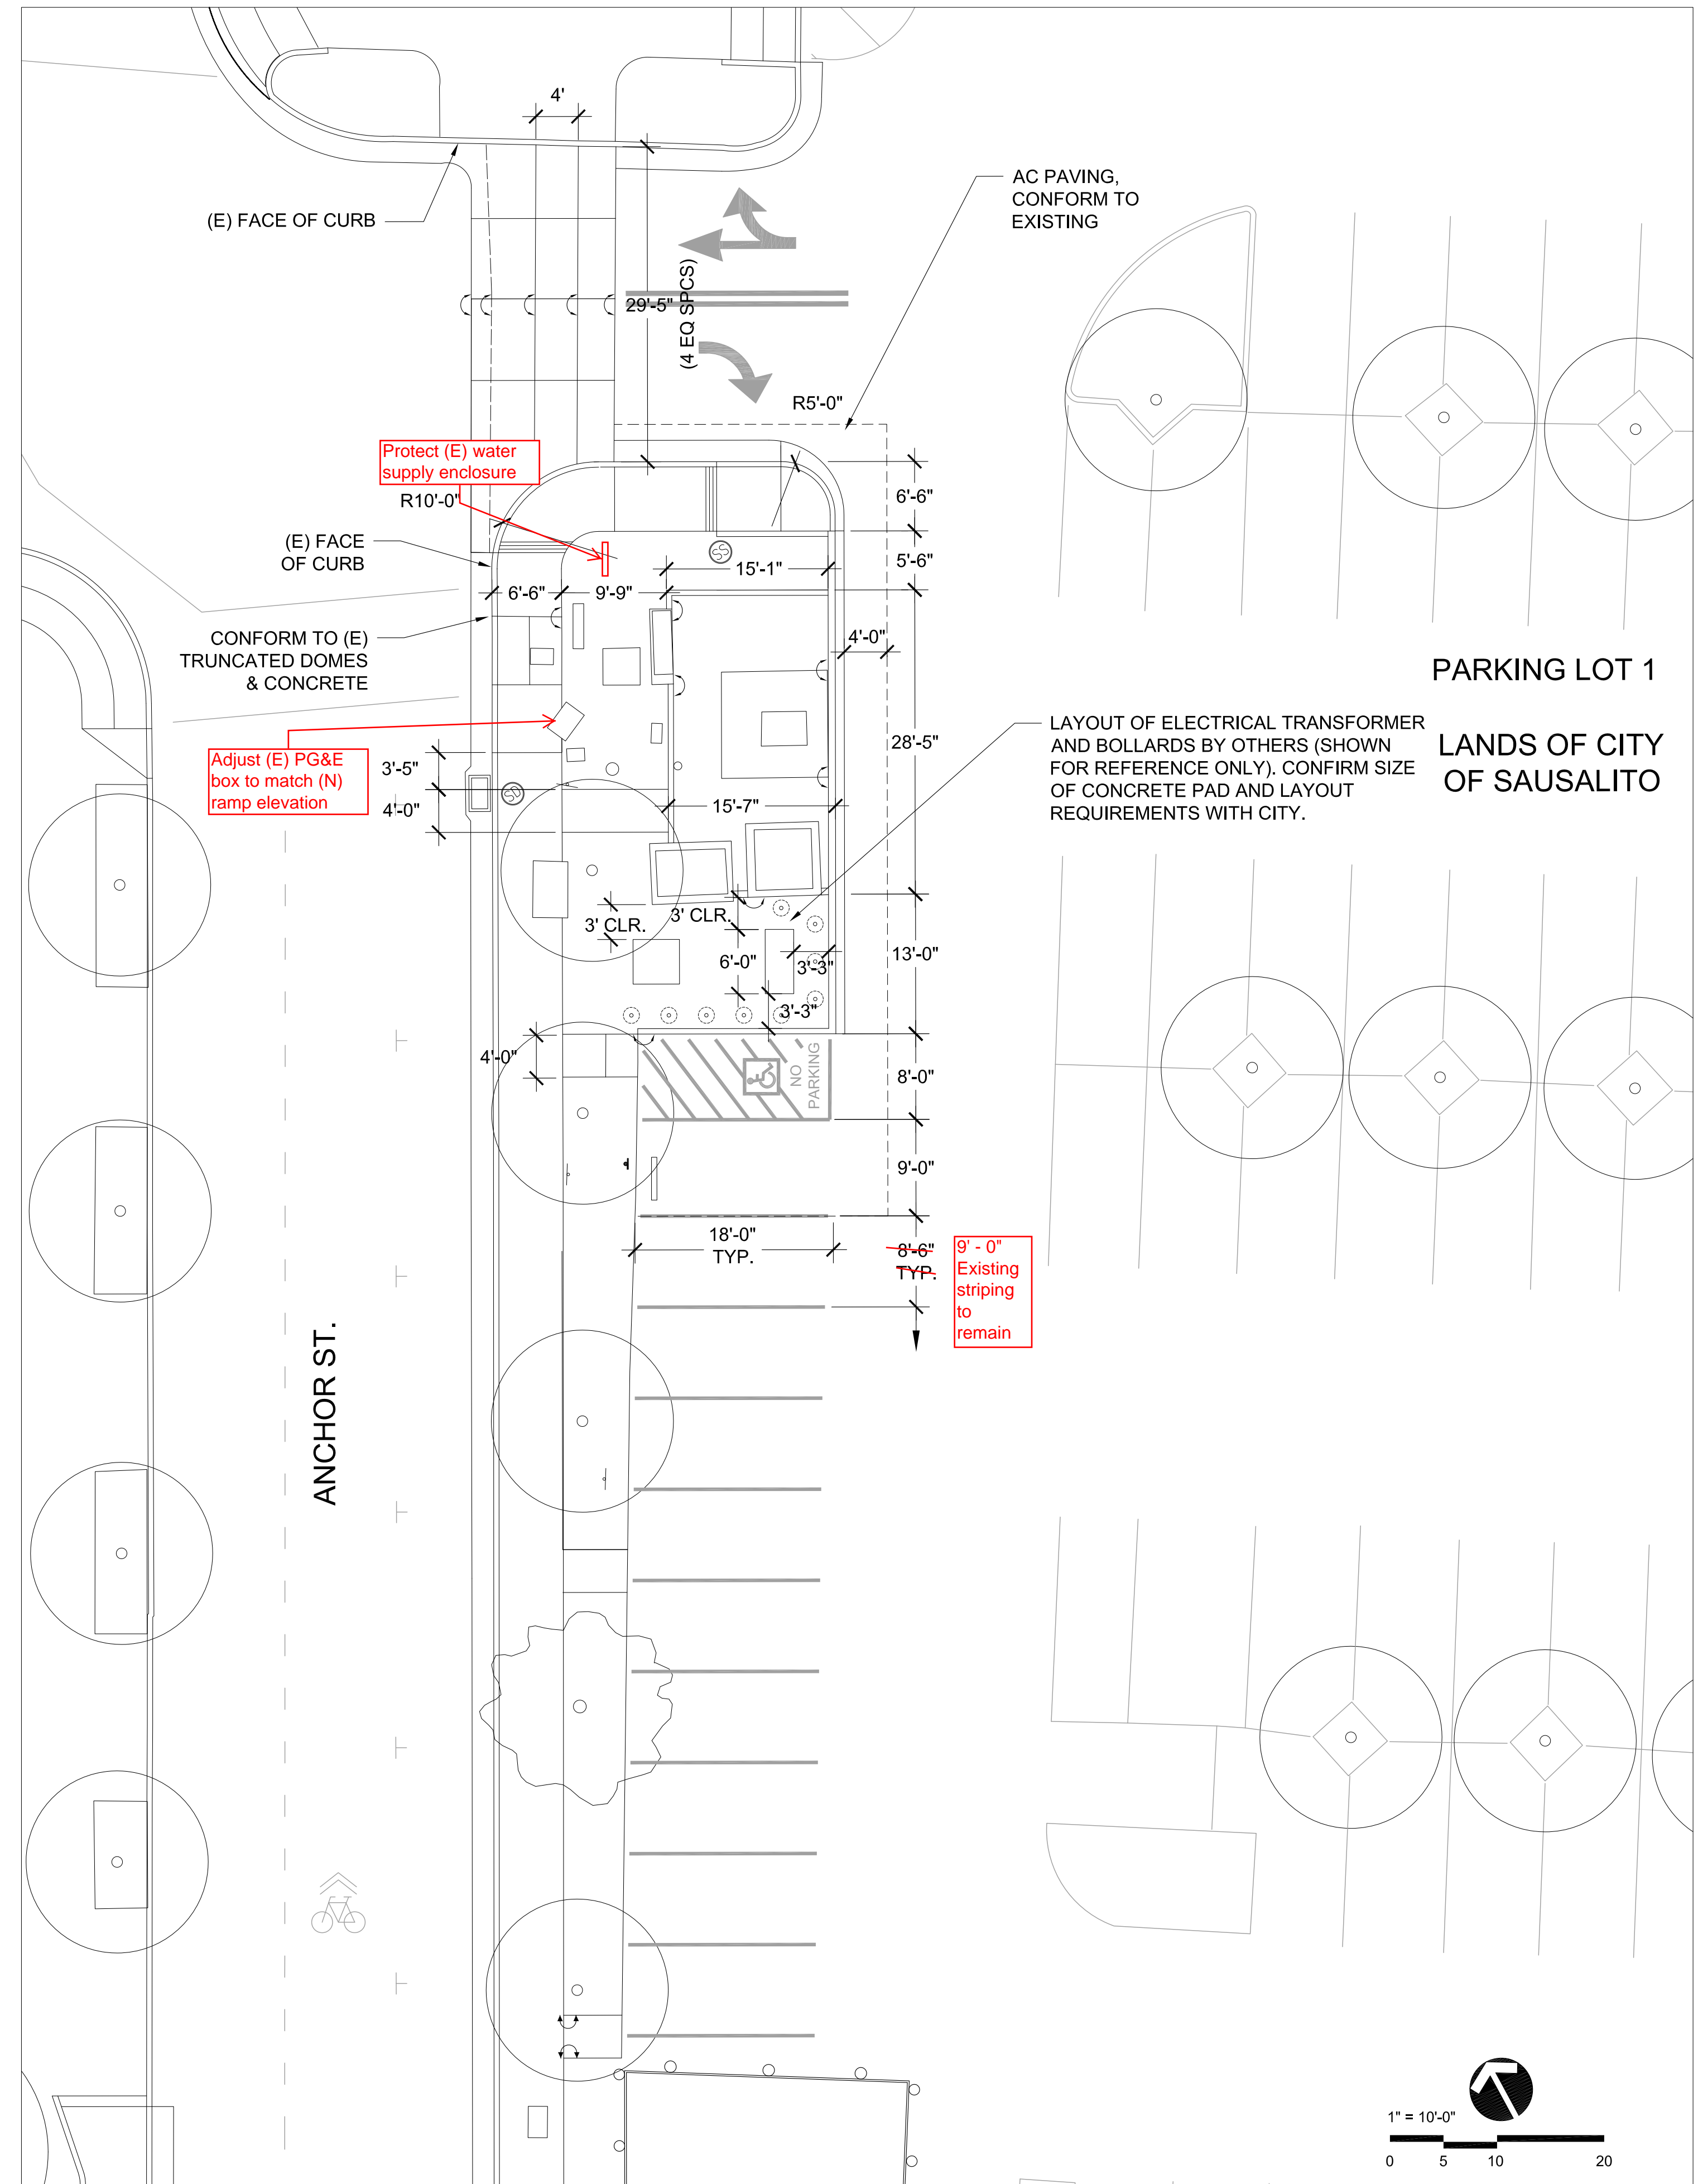 4'
(E) FACE OF CURB
AC PAVING,
CONFORM TO
EXISTING
29'-5"
(4 EQ SPCS)
R5'-0"
Protect (E) water
supply enclosure
R10'-0"
6'-6"
(E) FACE
OF CURB
SS
15'-1"
5'-6"
6'-6"
9'-9"
CONFORM TO (E)
TRUNCATED DOMES
& CONCRETE
4'-0"
PARKING LOT 1
LANDS OF CITY
OF SAUSALITO
LAYOUT OF ELECTRICAL TRANSFORMER
AND BOLLARDS BY OTHERS (SHOWN
FOR REFERENCE ONLY). CONFIRM SIZE
OF CONCRETE PAD AND LAYOUT
REQUIREMENTS WITH CITY.
Adjust (E) PG&E
box to match (N)
ramp elevation
3'-5"
4'-0"
SD
28'-5"
15'-7"
3' CLR.
3' CLR.
6'-0"
3'-3"
13'-0"
3'-3"
4'-0"
NO
PARKING
8'-0"
9'-0"
18'-0"
TYP.
8'-6"
TYP.
9' - 0"
Existing
striping
to
remain
ANCHOR ST.
1" = 10'-0"
0 5 10 20